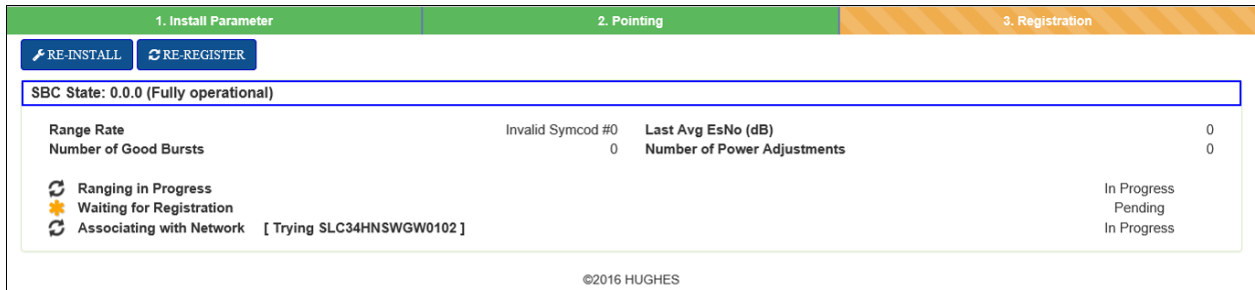 1. Install Parameter 2. Pointing 3. Registration
RE-INSTALL RE-REGISTER
SBC State: 0.0.0 (Fully operational)
Range Rate Invalid Symcod #0 Last Avg EsNo (dB) 0
Number of Good Bursts 0 Number of Power Adjustments 0
Ranging in Progress In Progress
Waiting for Registration Pending
Associating with Network [ Trying SLC34HNSWGW0102 ] In Progress
©2016 HUGHES